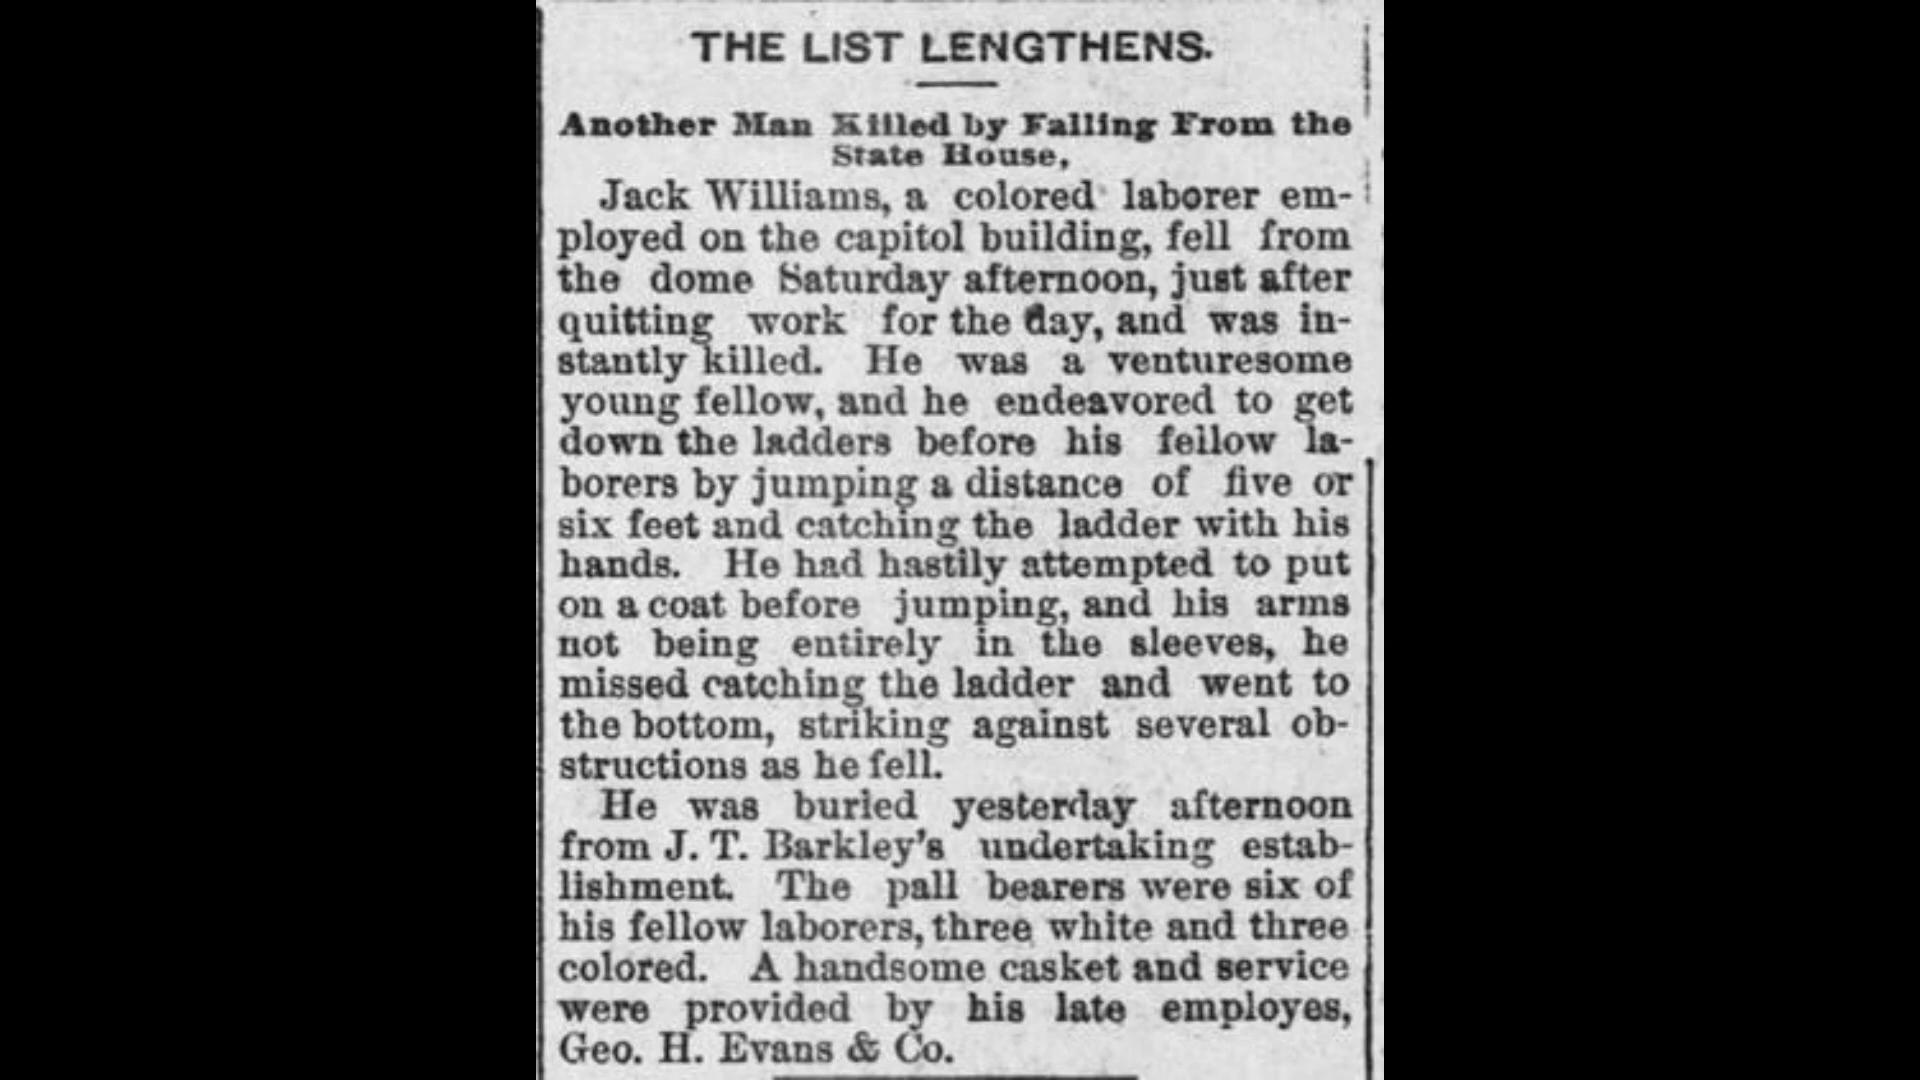 THE LIST LENGTHENS.
Another Man Killed by Falling From the
State House,
Jack Williams, a colored laborer em-
ployed on the capitol building, fell from
the dome Saturday afternoon, just after
quitting work for the day, and was in-
stantly killed. He was a venturesome
young fellow, and he endeavored to get
down the ladders before his fellow la-
borers by jumping a distance of five or
six feet and catching the ladder with his
hands. He had hastily attempted to put
on a coat before jumping, and his arms
not being entirely in the sleeves, he
missed catching the ladder and went to
the bottom, striking against several ob-
structions as he fell.
He was buried yesterday afternoon
from J. T. Barkley's undertaking estab-
lishment. The pall bearers were six of
his fellow laborers, three white and three
colored. A handsome casket and service
were provided by his late employes,
Geo. H. Evans & Co.